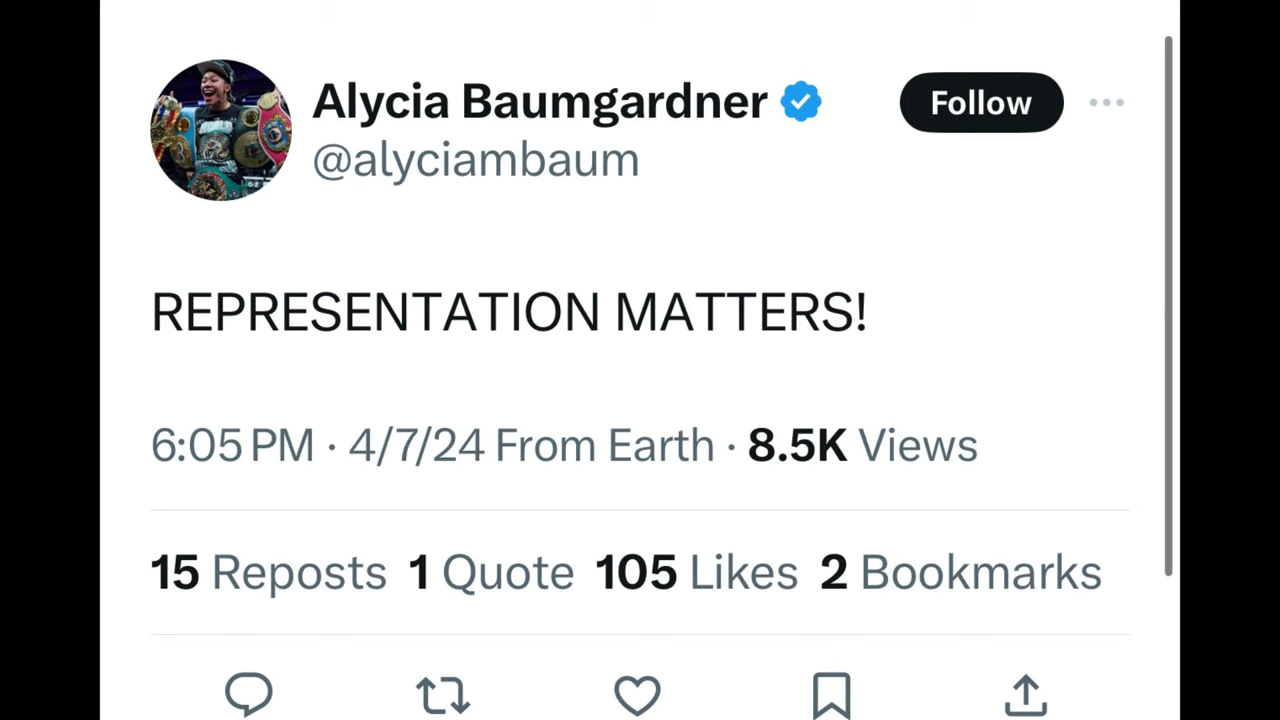 Alycia Baumgardner
Follow
@alyciambaum
REPRESENTATION MATTERS!
6:05 PM · 4/7/24 From Earth · 8.5K Views
15 Reposts 1 Quote 105 Likes 2 Bookmarks